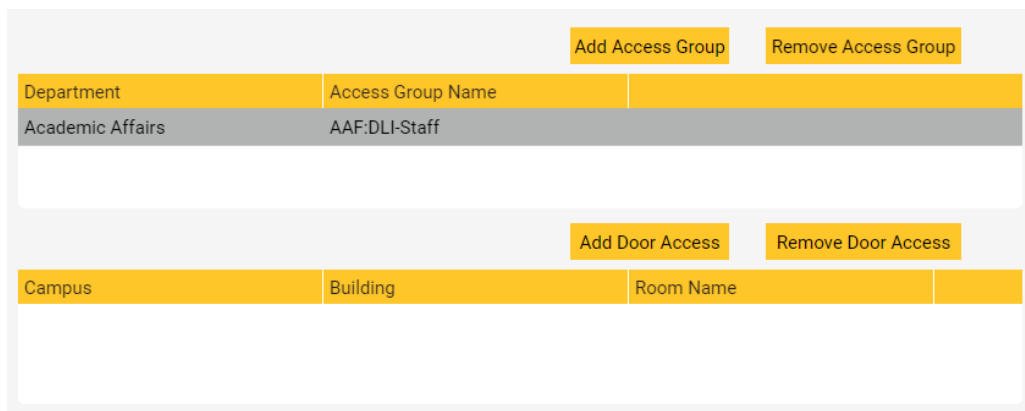 Add Access Group Remove Access Group
Department Access Group Name
Academic Affairs AAF:DLI-Staff
Add Door Access Remove Door Access
Campus Building Room Name